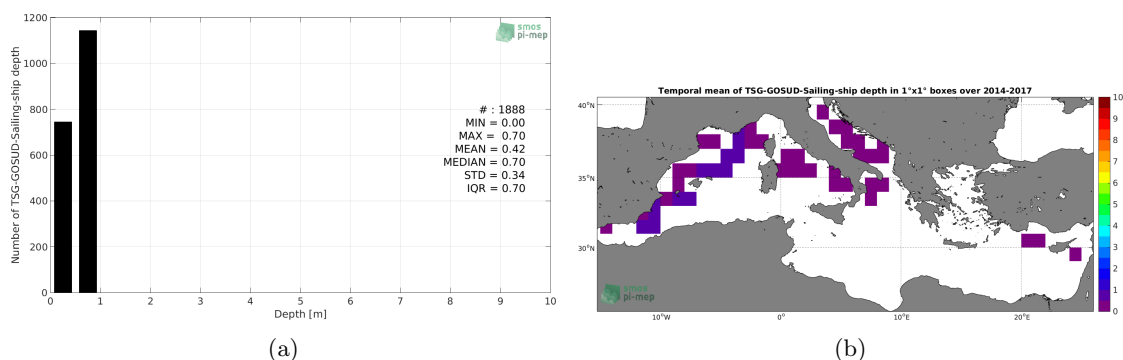 1200
1000
800
600
400
200
0
Number of TSG-GOSUD-Sailing-ship depth
smos
pi-mep
# : 1888
MIN = 0.00
MAX = 0.70
MEAN = 0.42
MEDIAN = 0.70
STD = 0.34
IQR = 0.70
0 1 2 3 4 5 6 7 8 9 10
Depth [m]
(a)
Temporal mean of TSG-GOSUD-Sailing-ship depth in 1°x1° boxes over 2014-2017
40°N
35°N
30°N
10°W 0° 10°E 20°E
smos
pi-mep
10
9
8
7
6
5
4
3
2
1
0
(b)